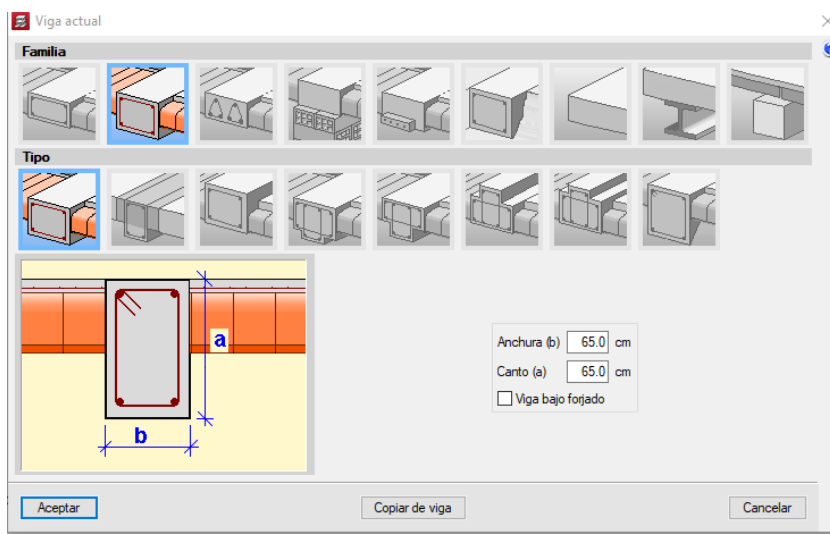 Viga actual
Familia
Tipo
a
b
Anchura (b) 65.0 cm
Canto (a) 65.0 cm
Viga bajo forjado
Aceptar
Copiar de viga
Cancelar